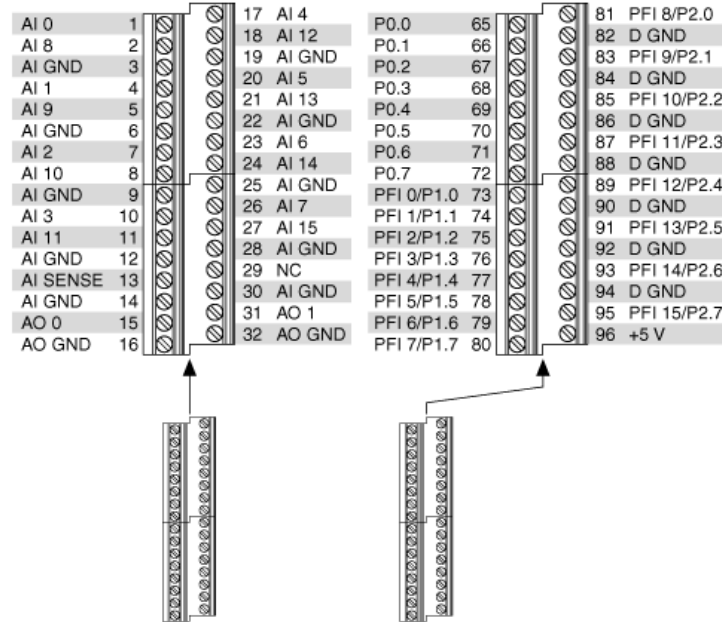 AI 0 1
AI 8 2
AI GND 3
AI 1 4
AI 9 5
AI GND 6
AI 2 7
AI 10 8
AI GND 9
AI 3 10
AI 11 11
AI GND 12
AI SENSE 13
AI GND 14
AO 0 15
AO GND 16
17 AI 4
18 AI 12
19 AI GND
20 AI 5
21 AI 13
22 AI GND
23 AI 6
24 AI 14
25 AI GND
26 AI 7
27 AI 15
28 AI GND
29 NC
30 AI GND
31 AO 1
32 AO GND
P0.0 65
P0.1 66
P0.2 67
P0.3 68
P0.4 69
P0.5 70
P0.6 71
P0.7 72
PFI 0/P1.0 73
PFI 1/P1.1 74
PFI 2/P1.2 75
PFI 3/P1.3 76
PFI 4/P1.4 77
PFI 5/P1.5 78
PFI 6/P1.6 79
PFI 7/P1.7 80
81 PFI 8/P2.0
82 D GND
83 PFI 9/P2.1
84 D GND
85 PFI 10/P2.2
86 D GND
87 PFI 11/P2.3
88 D GND
89 PFI 12/P2.4
90 D GND
91 PFI 13/P2.5
92 D GND
93 PFI 14/P2.6
94 D GND
95 PFI 15/P2.7
96 +5 V